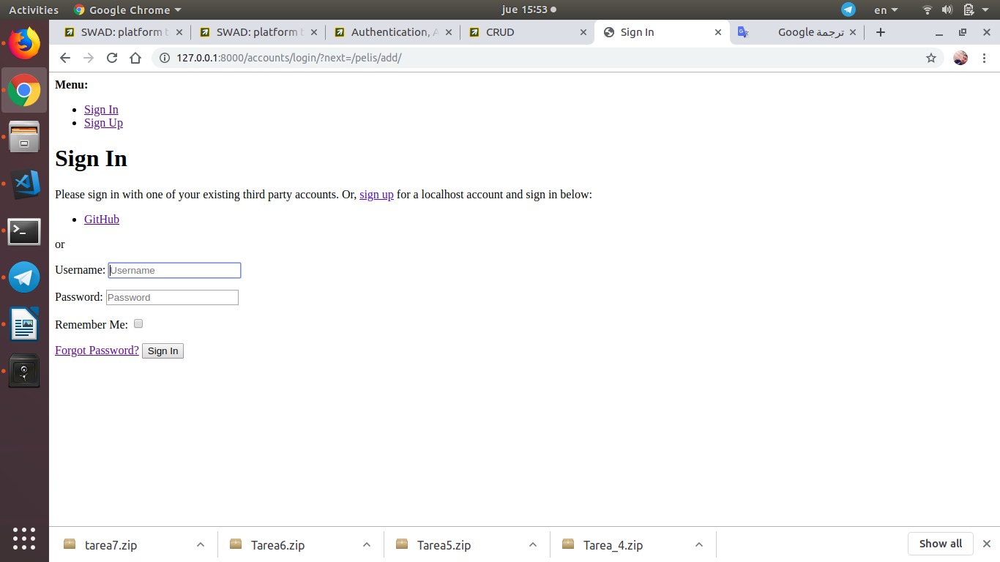 Activities Google Chrome jue 15:53 en
SWAD: platform t SWAD: platform t Authentication, A CRUD Sign In ترجمة Google
127.0.0.1:8000/accounts/login/?next=/pelis/add/
Menu:
Sign In
Sign Up
Sign In
Please sign in with one of your existing third party accounts. Or, sign up for a localhost account and sign in below:
GitHub
or
Username: Username
Password: Password
Remember Me:
Forgot Password? Sign In
tarea7.zip Tarea6.zip Tarea5.zip Tarea_4.zip Show all